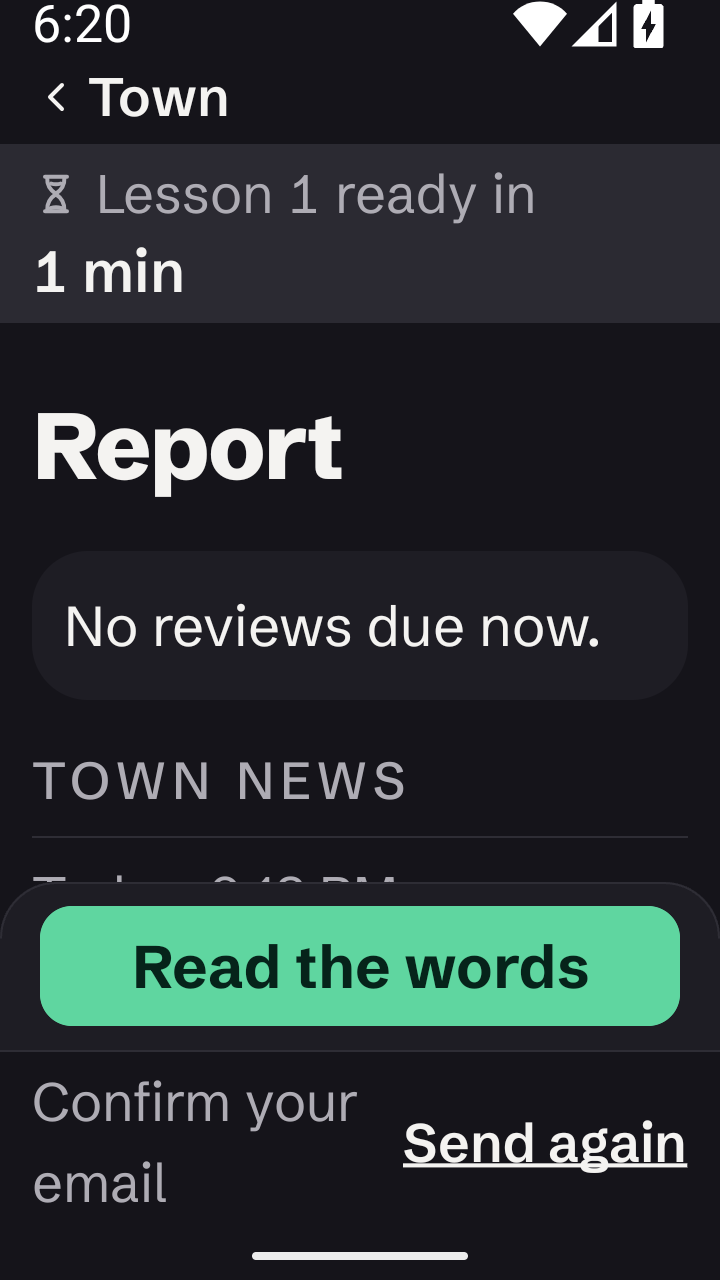 6:20
Town
Lesson 1 ready in
1 min
Report
No reviews due now.
TOWN NEWS
Read the words
Confirm your
email
Send again